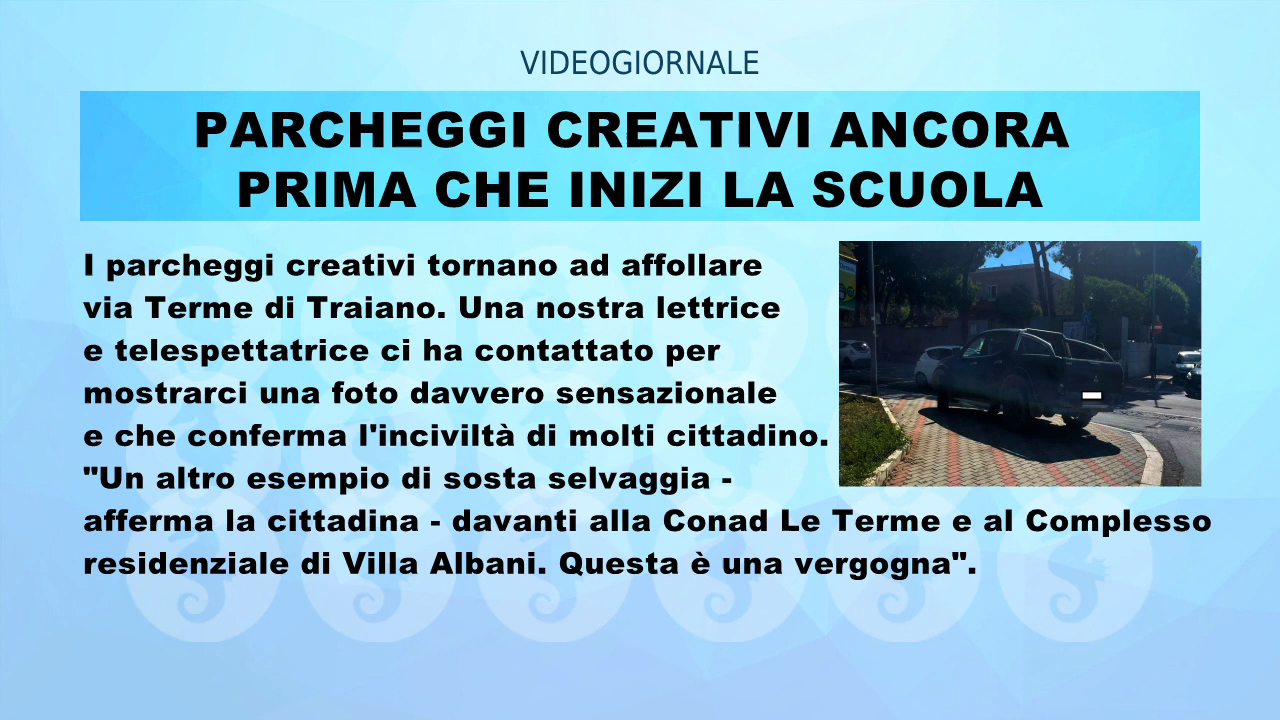 VIDEOGIORNALE
PARCHEGGI CREATIVI ANCORA
PRIMA CHE INIZI LA SCUOLA
I parcheggi creativi tornano ad affollare
via Terme di Traiano. Una nostra lettrice
e telespettatrice ci ha contattato per
mostrarci una foto davvero sensazionale
e che conferma l'inciviltà di molti cittadino.
"Un altro esempio di sosta selvaggia -
afferma la cittadina - davanti alla Conad Le Terme e al Complesso
residenziale di Villa Albani. Questa è una vergogna".